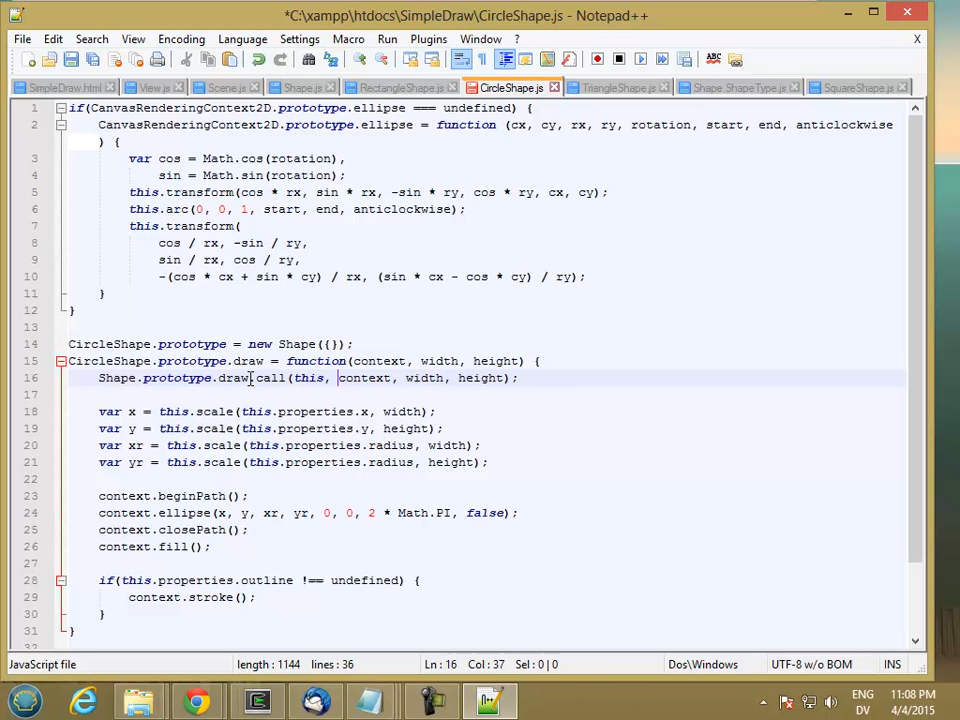 *C:\xampp\htdocs\SimpleDraw\CircleShape.js - Notepad++
File Edit Search View Encoding Language Settings Macro Run Plugins Window ? X
SimpleDraw.html View.js Scene.js Shape.js RectangleShape.js CircleShape.js TriangleShape.js Shape.ShapeType.js SquareShape.js
1 if(CanvasRenderingContext2D.prototype.ellipse === undefined) {
2 CanvasRenderingContext2D.prototype.ellipse = function (cx, cy, rx, ry, rotation, start, end, anticlockwise
) {
3 var cos = Math.cos(rotation),
4 sin = Math.sin(rotation);
5 this.transform(cos * rx, sin * rx, -sin * ry, cos * ry, cx, cy);
6 this.arc(0, 0, 1, start, end, anticlockwise);
7 this.transform(
8 cos / rx, -sin / ry,
9 sin / rx, cos / ry,
10 -(cos * cx + sin * cy) / rx, (sin * cx - cos * cy) / ry);
11 }
12 }
13
14 CircleShape.prototype = new Shape({});
15 CircleShape.prototype.draw = function(context, width, height) {
16 Shape.prototype.draw.call(this, context, width, height);
17
18 var x = this.scale(this.properties.x, width);
19 var y = this.scale(this.properties.y, height);
20 var xr = this.scale(this.properties.radius, width);
21 var yr = this.scale(this.properties.radius, height);
22
23 context.beginPath();
24 context.ellipse(x, y, xr, yr, 0, 0, 2 * Math.PI, false);
25 context.closePath();
26 context.fill();
27
28 if(this.properties.outline !== undefined) {
29 context.stroke();
30 }
31 }
32
JavaScript file length : 1144 lines : 36 Ln : 16 Col : 37 Sel : 0 | 0 Dos\Windows UTF-8 w/o BOM INS
ENG 11:08 PM
DV 4/4/2015